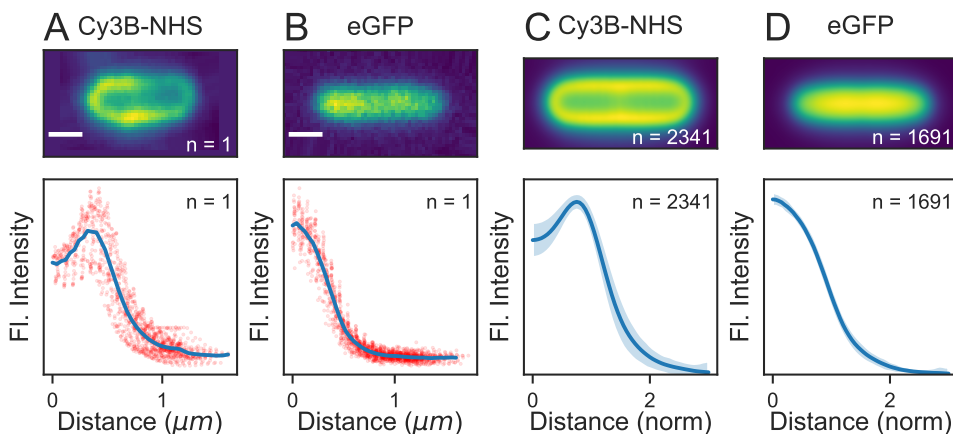 A Cy3B-NHS
B eGFP
C Cy3B-NHS
D eGFP
n = 1
n = 1
n = 2341
n = 1691
Fl. Intensity
n = 1
Fl. Intensity
n = 1
Fl. Intensity
n = 2341
Fl. Intensity
n = 1691
0 1
0 1
0 2
0 2
Distance (μm)
Distance (μm)
Distance (norm)
Distance (norm)